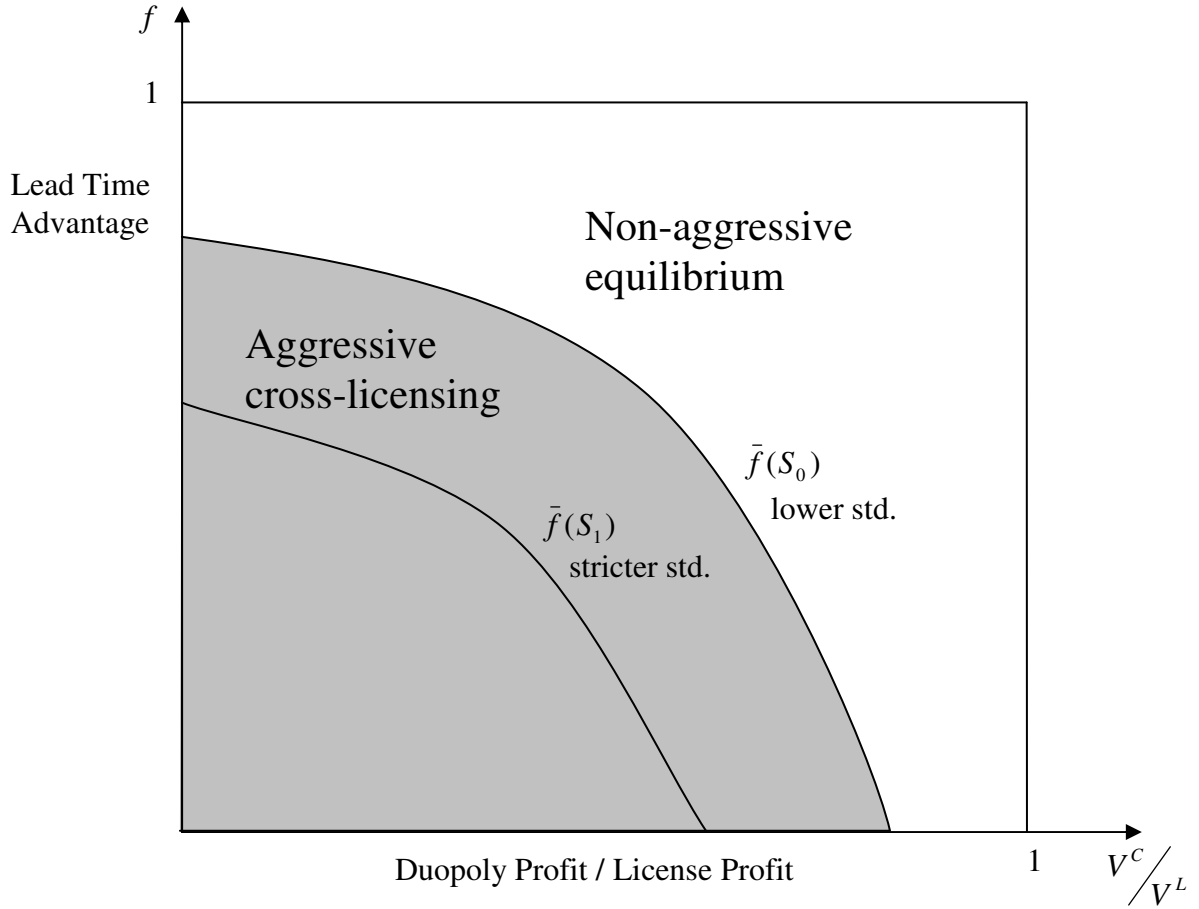 f
1
Lead Time
Advantage
Non-aggressive
equilibrium
Aggressive
cross-licensing
f̄(S₀)
lower std.
f̄(S₁)
stricter std.
Duopoly Profit / License Profit
1
V^C/V^L